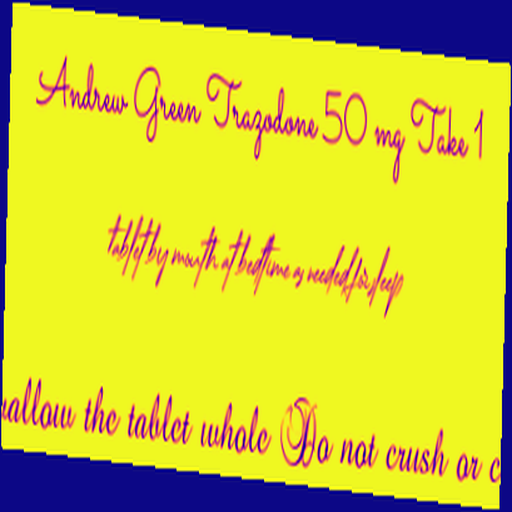 Andrew Green Trazodone 50 mg Take 1
tablet by mouth at bedtime as needed for sleep
allow the tablet whole Do not crush or c